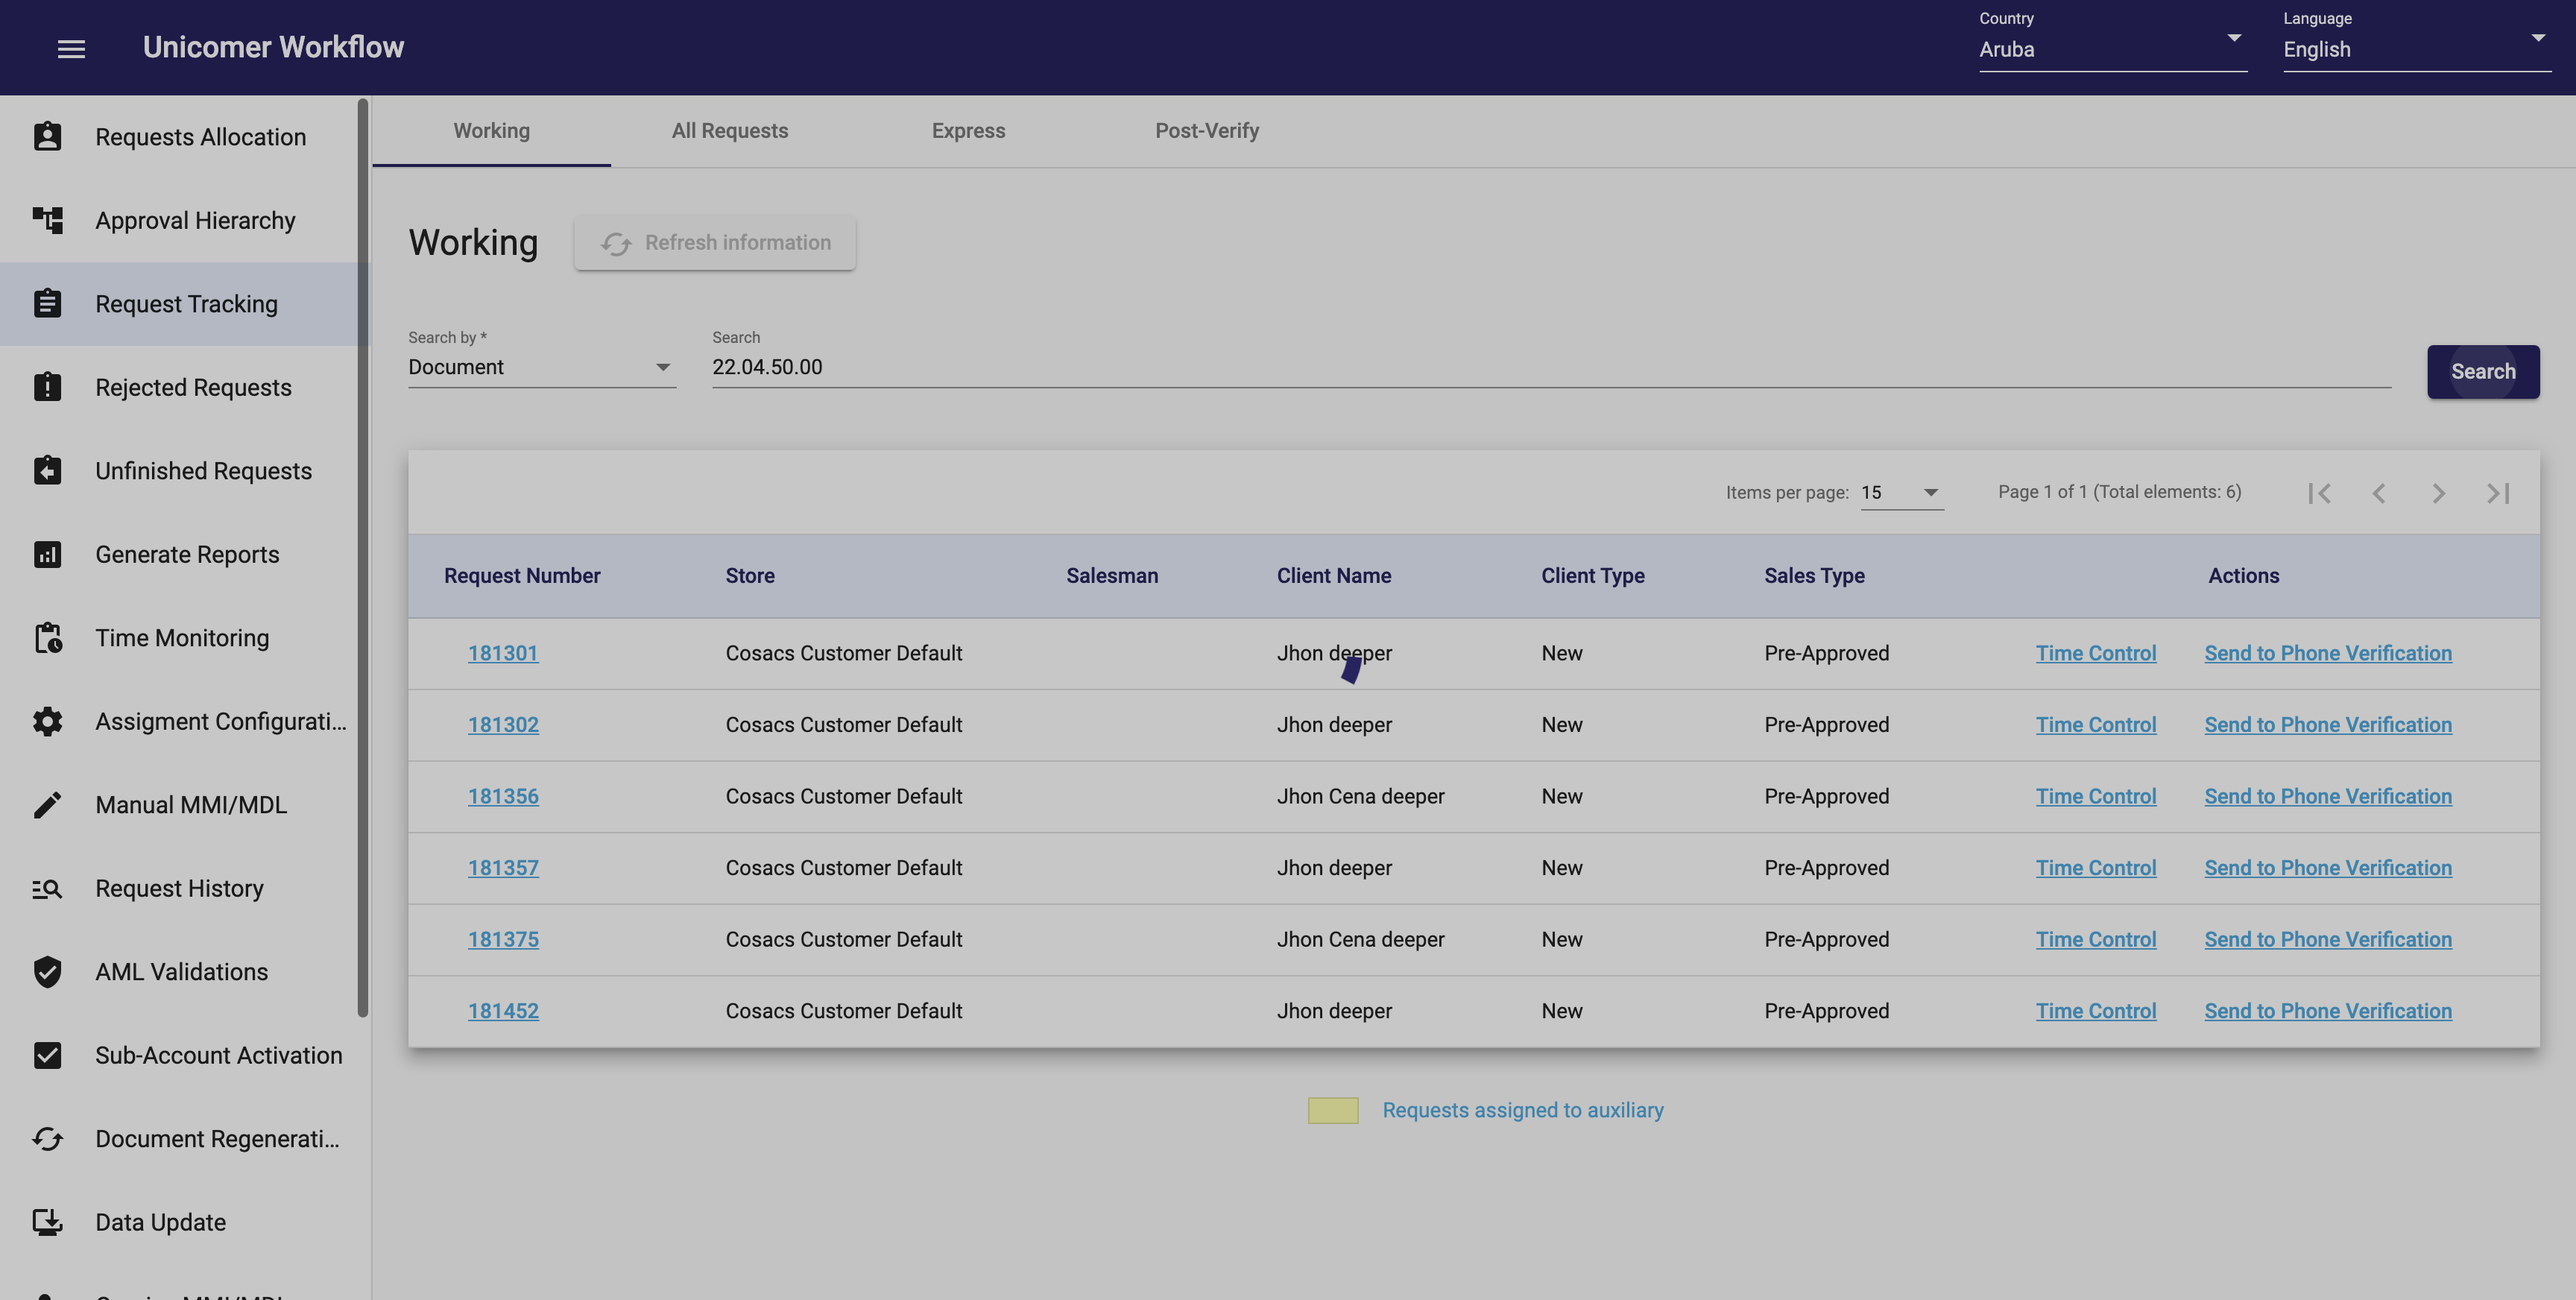 Unicomer Workflow
Country
Aruba
Language
English
Requests Allocation
Approval Hierarchy
Request Tracking
Rejected Requests
Unfinished Requests
Generate Reports
Time Monitoring
Assigment Configurati...
Manual MMI/MDL
Request History
AML Validations
Sub-Account Activation
Document Regenerati...
Data Update
Working All Requests Express Post-Verify
Working
Refresh information
Search by *
Document
Search
22.04.50.00
Search
Items per page: 15 Page 1 of 1 (Total elements: 6)
Request Number Store Salesman Client Name Client Type Sales Type Actions
181301 Cosacs Customer Default Jhon deeper New Pre-Approved Time Control Send to Phone Verification
181302 Cosacs Customer Default Jhon deeper New Pre-Approved Time Control Send to Phone Verification
181356 Cosacs Customer Default Jhon Cena deeper New Pre-Approved Time Control Send to Phone Verification
181357 Cosacs Customer Default Jhon deeper New Pre-Approved Time Control Send to Phone Verification
181375 Cosacs Customer Default Jhon Cena deeper New Pre-Approved Time Control Send to Phone Verification
181452 Cosacs Customer Default Jhon deeper New Pre-Approved Time Control Send to Phone Verification
Requests assigned to auxiliary